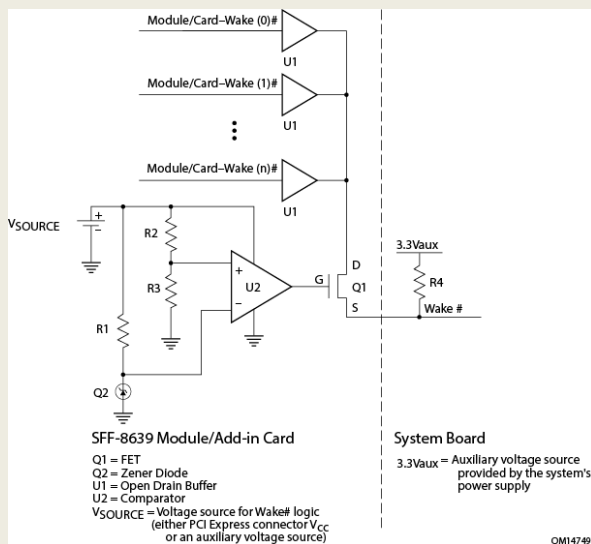 Module/Card–Wake (0)#
U1
Module/Card–Wake (1)#
U1
Module/Card–Wake (n)#
U1
VSOURCE
+
–
R2
R3
R1
+
–
U2
G
D
Q1
S
3.3Vaux
R4
Wake #
Q2
SFF-8639 Module/Add-in Card
Q1 = FET
Q2 = Zener Diode
U1 = Open Drain Buffer
U2 = Comparator
VSOURCE = Voltage source for Wake# logic
(either PCI Express connector VCC
or an auxiliary voltage source)
System Board
3.3Vaux = Auxiliary voltage source
provided by the system's
power supply
OM14749